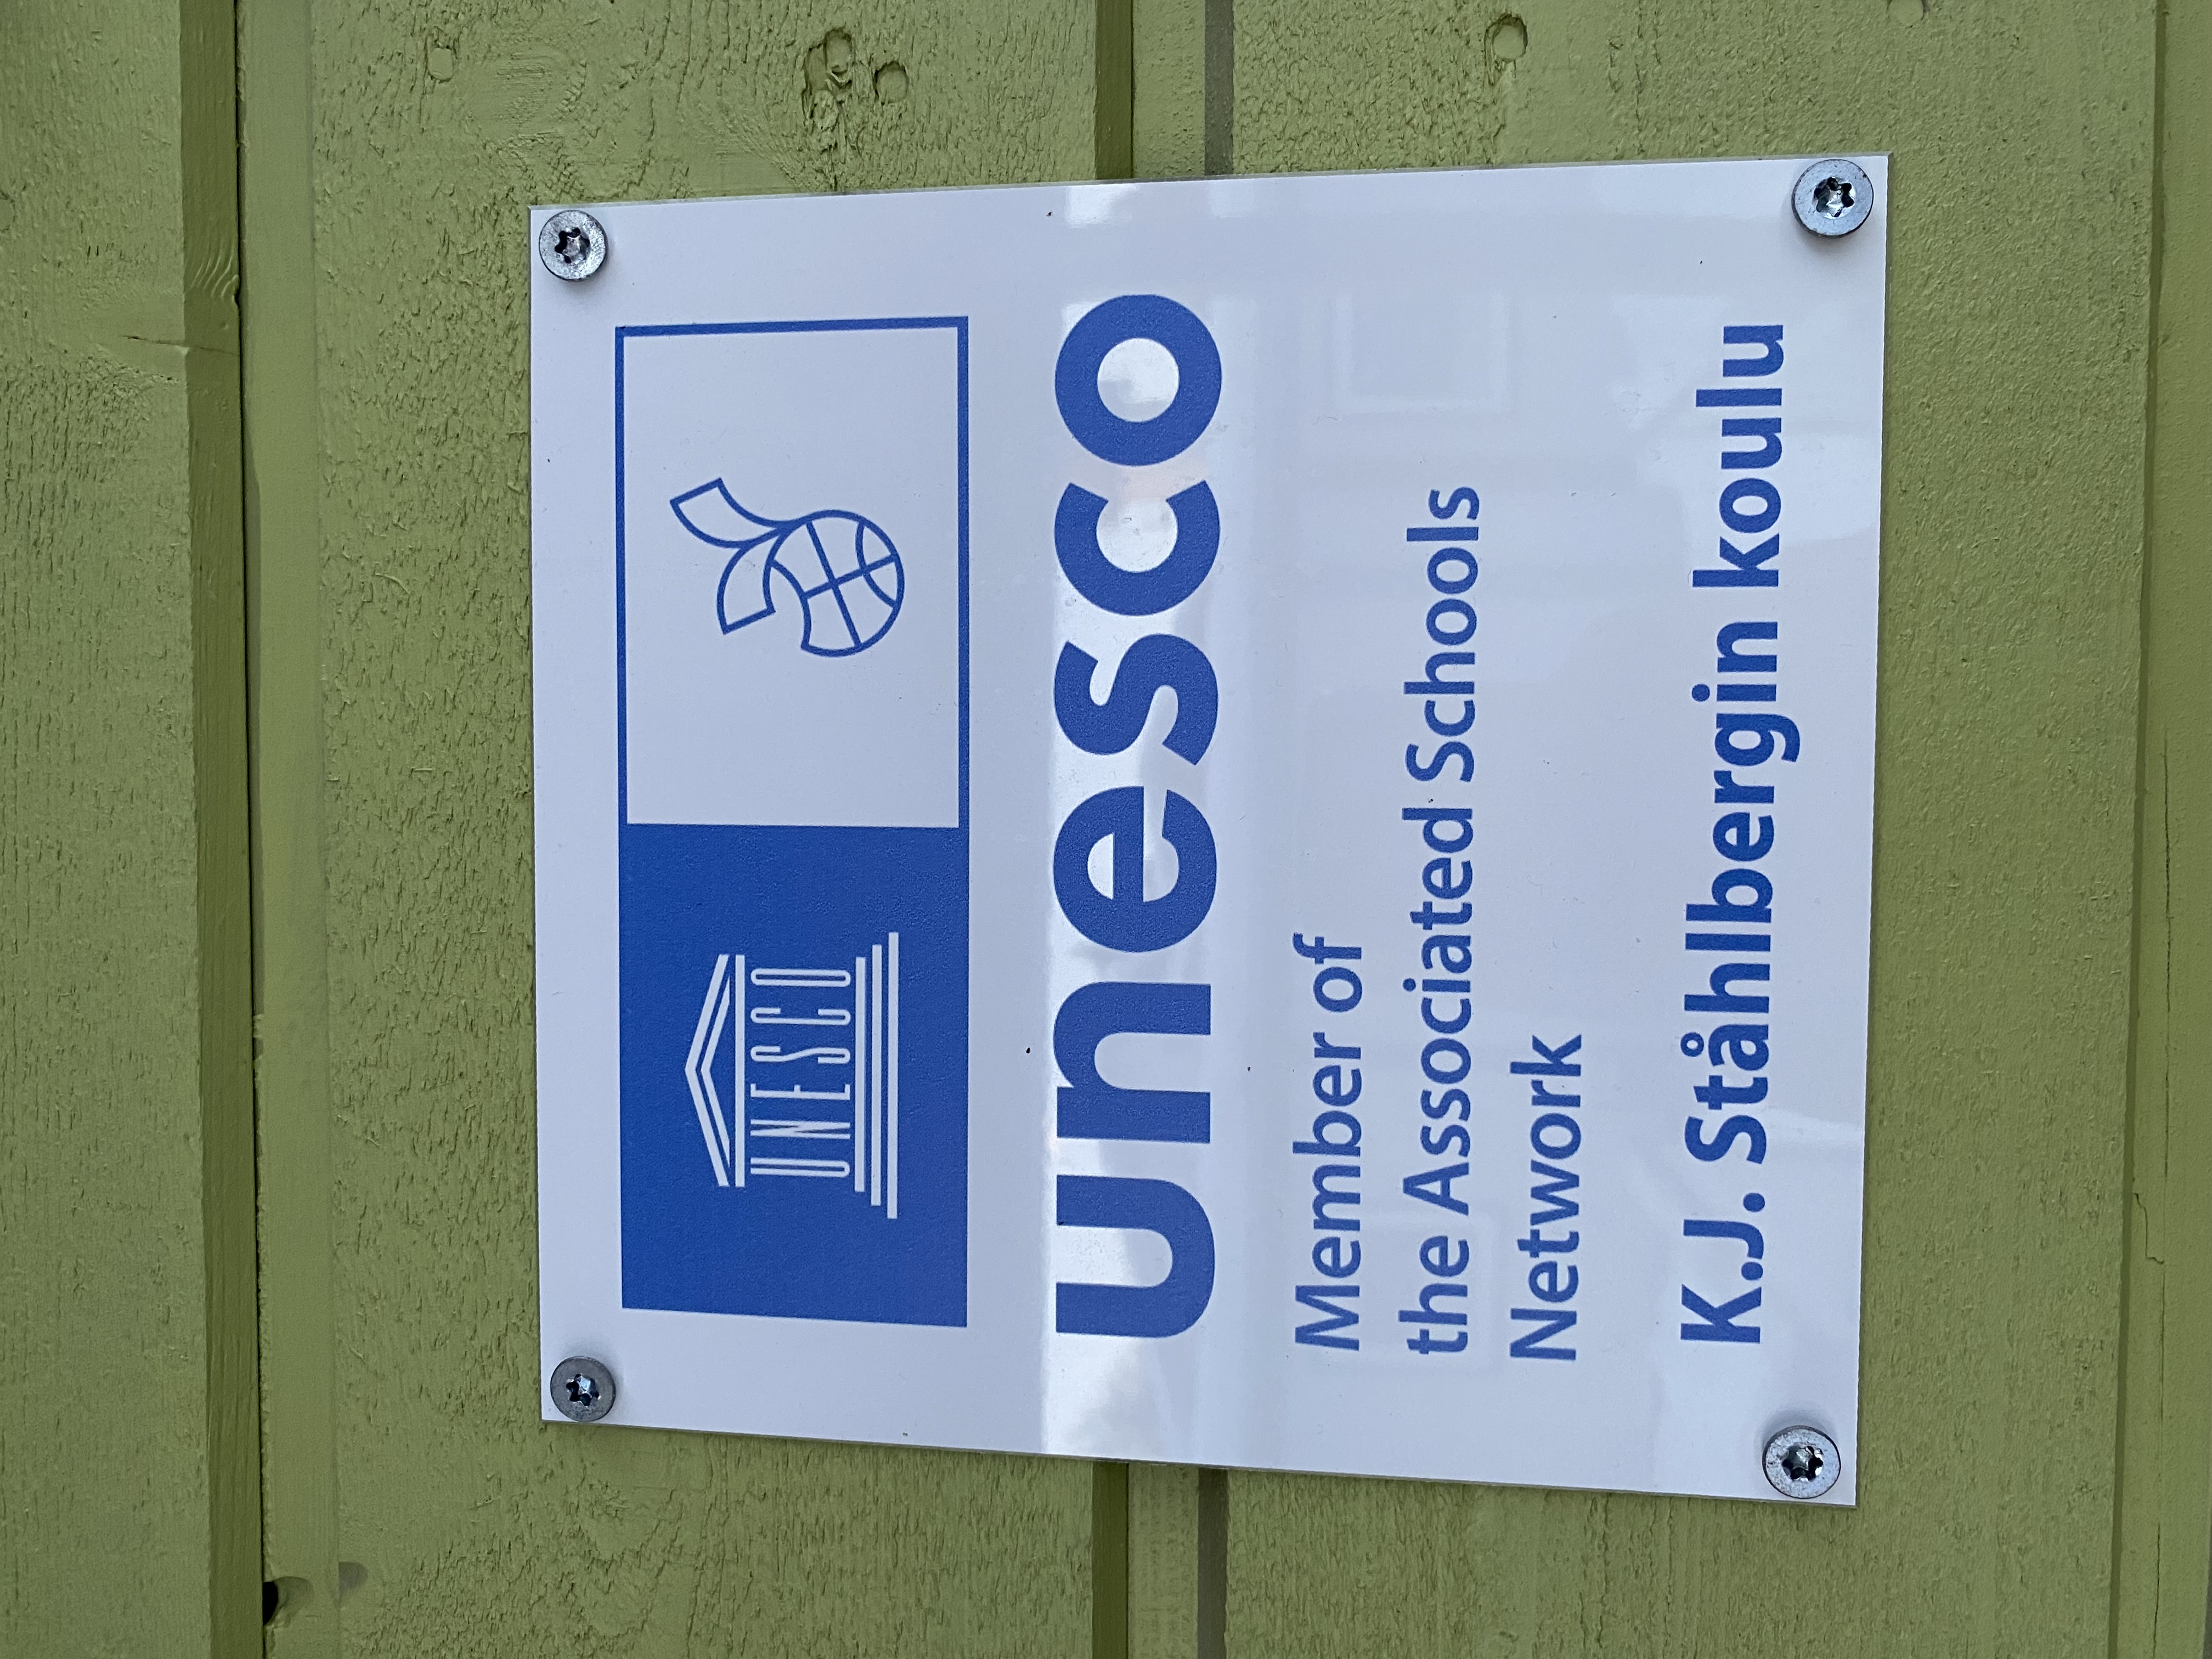 UNESCO
unesco
Member of
the Associated Schools
Network
K.J. Ståhlbergin koulu